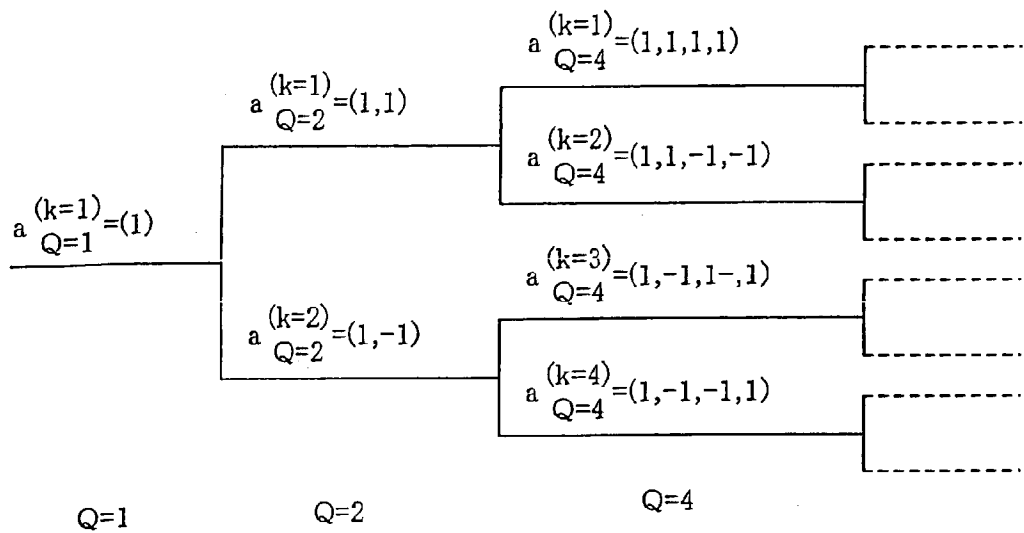 a (k=1) Q=4 =(1,1,1,1)
a (k=1) Q=2 =(1,1)
a (k=2) Q=4 =(1,1,-1,-1)
a (k=1) Q=1 =(1)
a (k=3) Q=4 =(1,-1,1-,1)
a (k=2) Q=2 =(1,-1)
a (k=4) Q=4 =(1,-1,-1,1)
Q=1 Q=2 Q=4